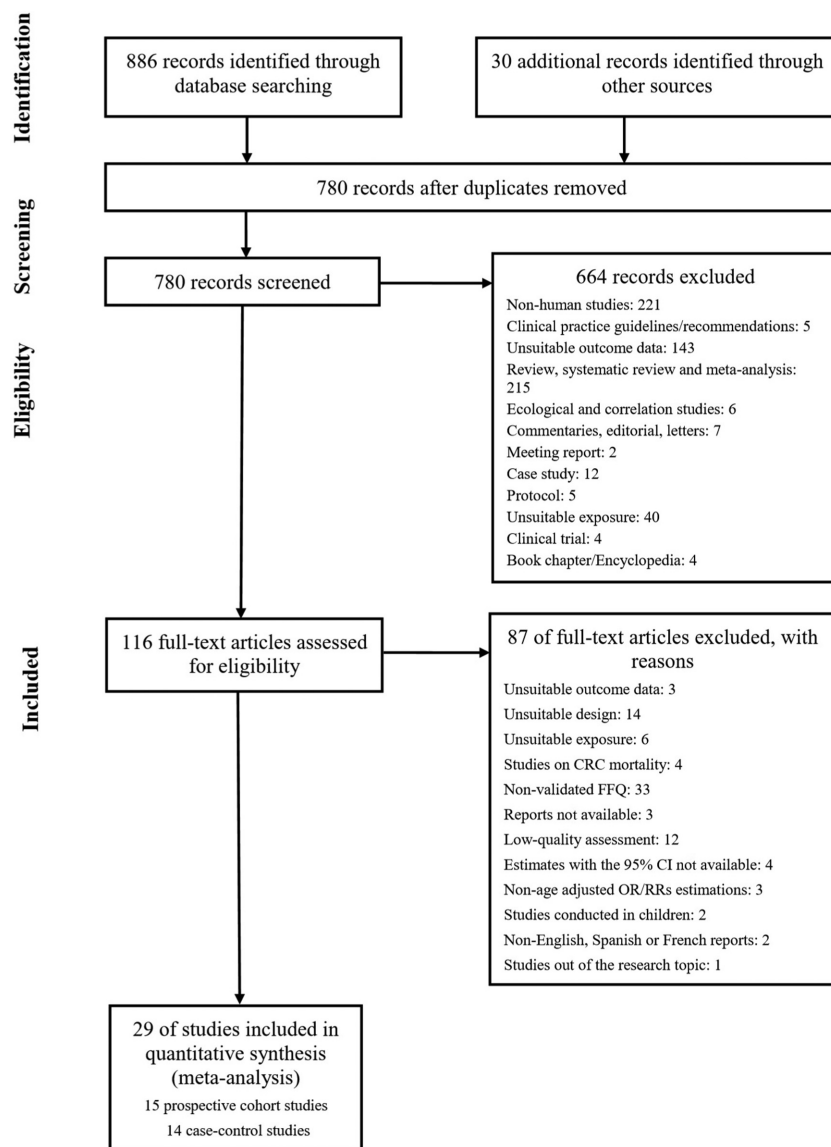 Identification
886 records identified through
database searching
30 additional records identified through
other sources
780 records after duplicates removed
Screening
780 records screened
664 records excluded
Non-human studies: 221
Clinical practice guidelines/recommendations: 5
Unsuitable outcome data: 143
Review, systematic review and meta-analysis:
215
Ecological and correlation studies: 6
Commentaries, editorial, letters: 7
Meeting report: 2
Case study: 12
Protocol: 5
Unsuitable exposure: 40
Clinical trial: 4
Book chapter/Encyclopedia: 4
Eligibility
116 full-text articles assessed
for eligibility
87 of full-text articles excluded, with
reasons
Unsuitable outcome data: 3
Unsuitable design: 14
Unsuitable exposure: 6
Studies on CRC mortality: 4
Non-validated FFQ: 33
Reports not available: 3
Low-quality assessment: 12
Estimates with the 95% CI not available: 4
Non-age adjusted OR/RRs estimations: 3
Studies conducted in children: 2
Non-English, Spanish or French reports: 2
Studies out of the research topic: 1
Included
29 of studies included in
quantitative synthesis
(meta-analysis)
15 prospective cohort studies
14 case-control studies